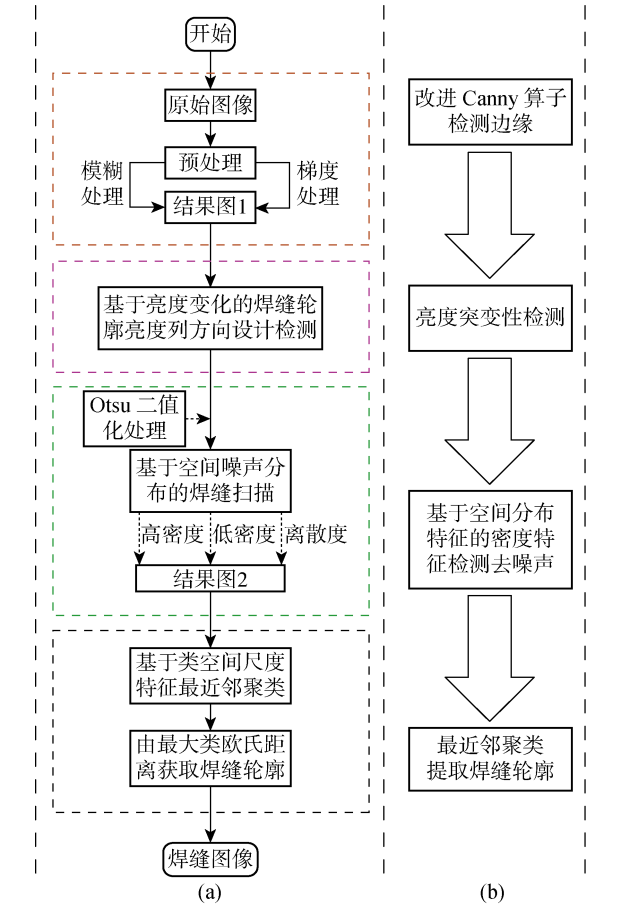 开始
原始图像
预处理
模糊
处理
梯度
处理
结果图1
基于亮度变化的焊缝轮
廓亮度列方向设计检测
Otsu 二值
化处理
基于空间噪声分
布的焊缝扫描
高密度
低密度
离散度
结果图2
基于类空间尺度
特征最近邻聚类
由最大类欧氏距
离获取焊缝轮廓
焊缝图像
(a)
改进 Canny 算子
检测边缘
亮度突变性检测
基于空间分布
特征的密度特
征检测去噪声
最近邻聚类
提取焊缝轮廓
(b)